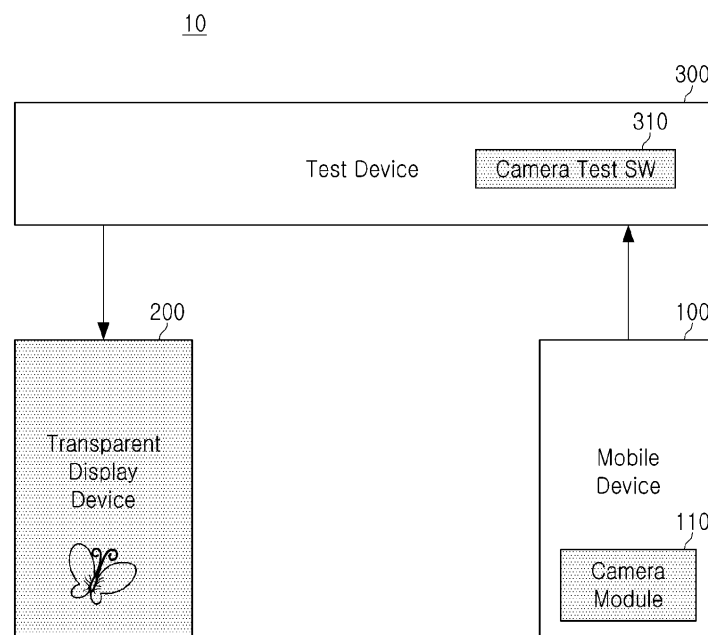 10
300
310
Test Device
Camera Test SW
200
100
Transparent
Display
Device
Mobile
Device
110
Camera
Module